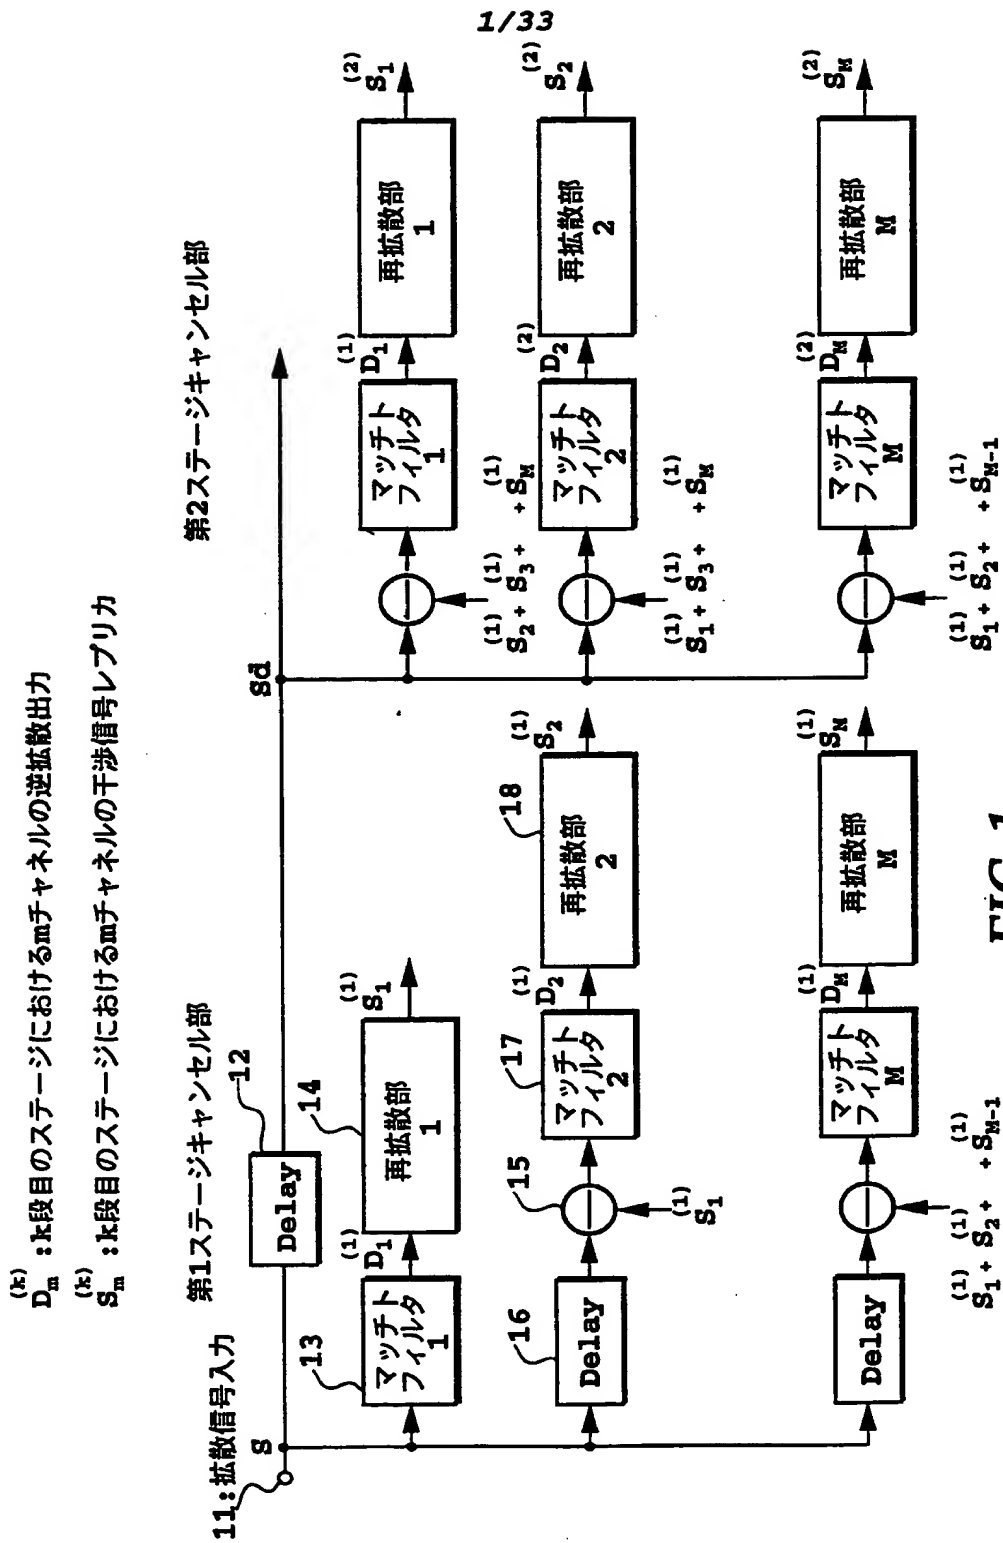 1/33
D_m^(k) :k段目のステージにおけるmチャネルの逆拡散出力
S_m^(k) :k段目のステージにおけるmチャネルの干渉信号レプリカ
第1ステージキャンセル部
第2ステージキャンセル部
11:拡散信号入力
S
12
Delay
Sd
13
マッチト
フィルタ
1
D_1^(1)
14
再拡散部
1
S_1^(1)
S_2^(1)+S_3^(1)+ +S_M^(1)
マッチト
フィルタ
1
D_1^(1)
再拡散部
1
S_1^(2)
16
Delay
15
S_1^(1)
17
マッチト
フィルタ
2
D_2^(1)
18
再拡散部
2
S_2^(1)
S_1^(1)+S_3^(1)+ +S_M^(1)
マッチト
フィルタ
2
D_2^(2)
再拡散部
2
S_2^(2)
Delay
S_1^(1)+S_2^(1)+ +S_M-1^(1)
マッチト
フィルタ
M
D_M^(1)
再拡散部
M
S_M^(1)
S_1^(1)+S_2^(1)+ +S_M-1^(1)
マッチト
フィルタ
M
D_M^(2)
再拡散部
M
S_M^(2)
FIG. 1